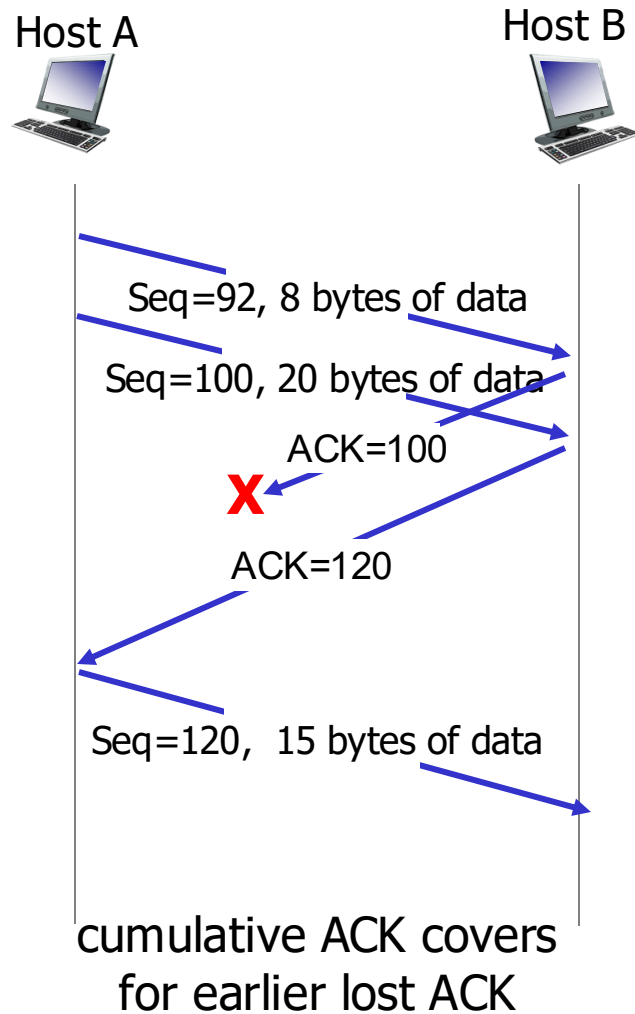 Host A
Host B
Seq=92, 8 bytes of data
Seq=100, 20 bytes of data
ACK=100
X
ACK=120
Seq=120, 15 bytes of data
cumulative ACK covers
for earlier lost ACK